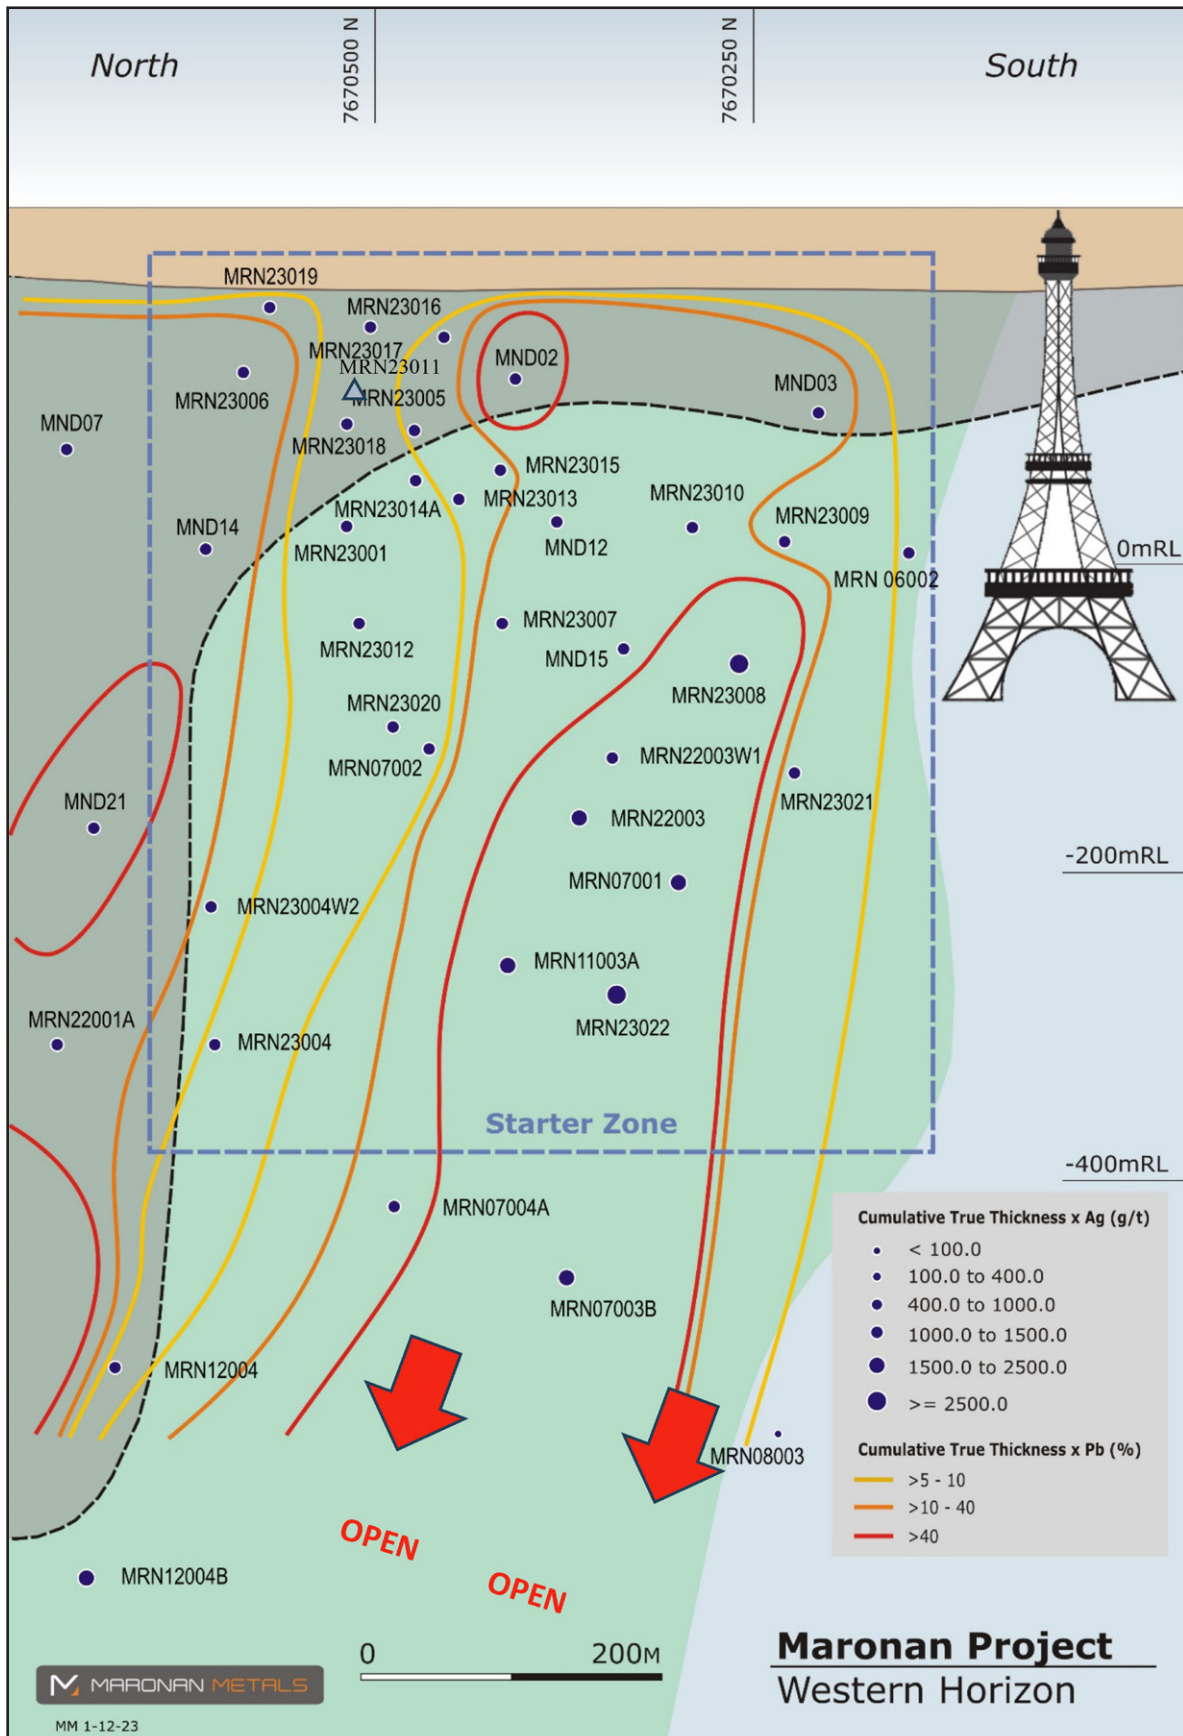 North
7670500 N
7670250 N
South
MRN23019
MRN23016
MRN23017
MRN23011
MND02
MND03
MRN23006
MRN23005
MND07
MRN23018
MRN23015
MRN23010
MRN23014A
MRN23013
MRN23009
MND14
MRN23001
MND12
0mRL
MRN 06002
MRN23012
MRN23007
MND15
MRN23008
MRN23020
MRN07002
MRN22003W1
MRN23021
MND21
MRN22003
-200mRL
MRN07001
MRN23004W2
MRN11003A
MRN22001A
MRN23022
MRN23004
Starter Zone
-400mRL
MRN07004A
MRN07003B
MRN12004
MRN08003
Cumulative True Thickness x Ag (g/t)
< 100.0
100.0 to 400.0
400.0 to 1000.0
1000.0 to 1500.0
1500.0 to 2500.0
>= 2500.0
Cumulative True Thickness x Pb (%)
>5 - 10
>10 - 40
>40
OPEN
OPEN
MRN12004B
0 200M
Maronan Project
Western Horizon
MARONAN METALS
MM 1-12-23